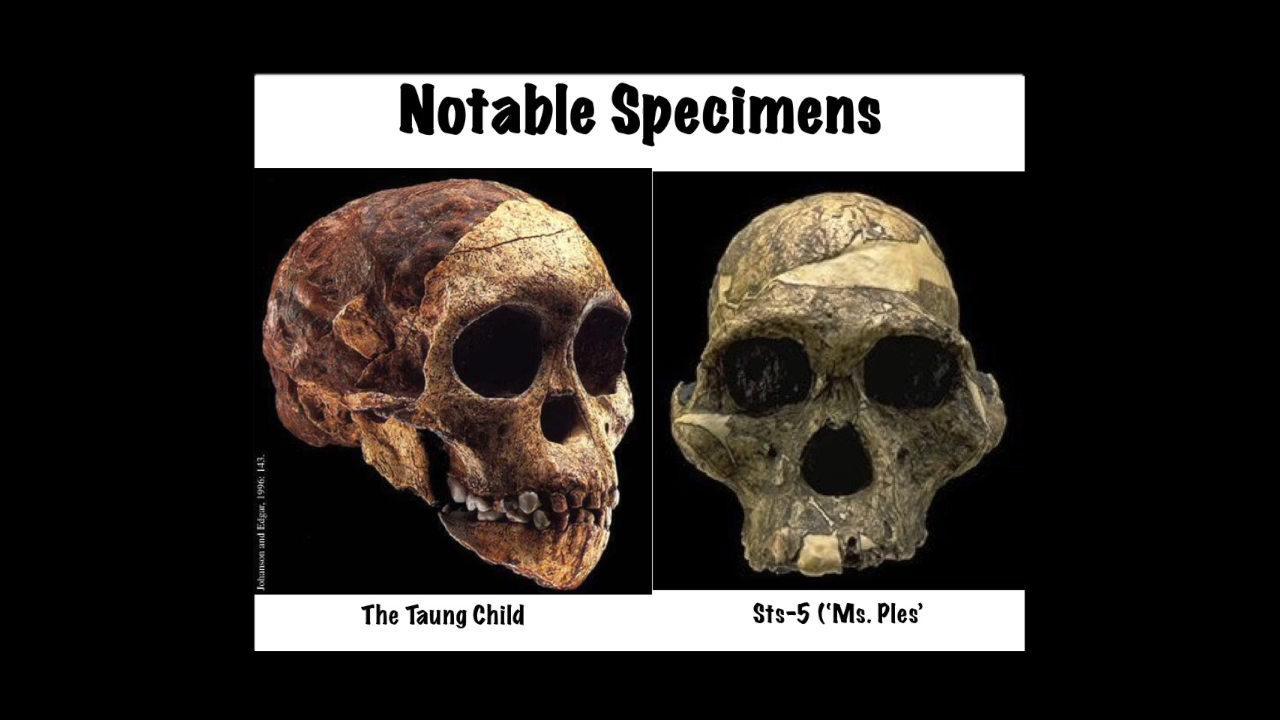 Notable Specimens
Johanson and Edgar, 1996: 143.
The Taung Child
Sts-5 (‘Ms. Ples’